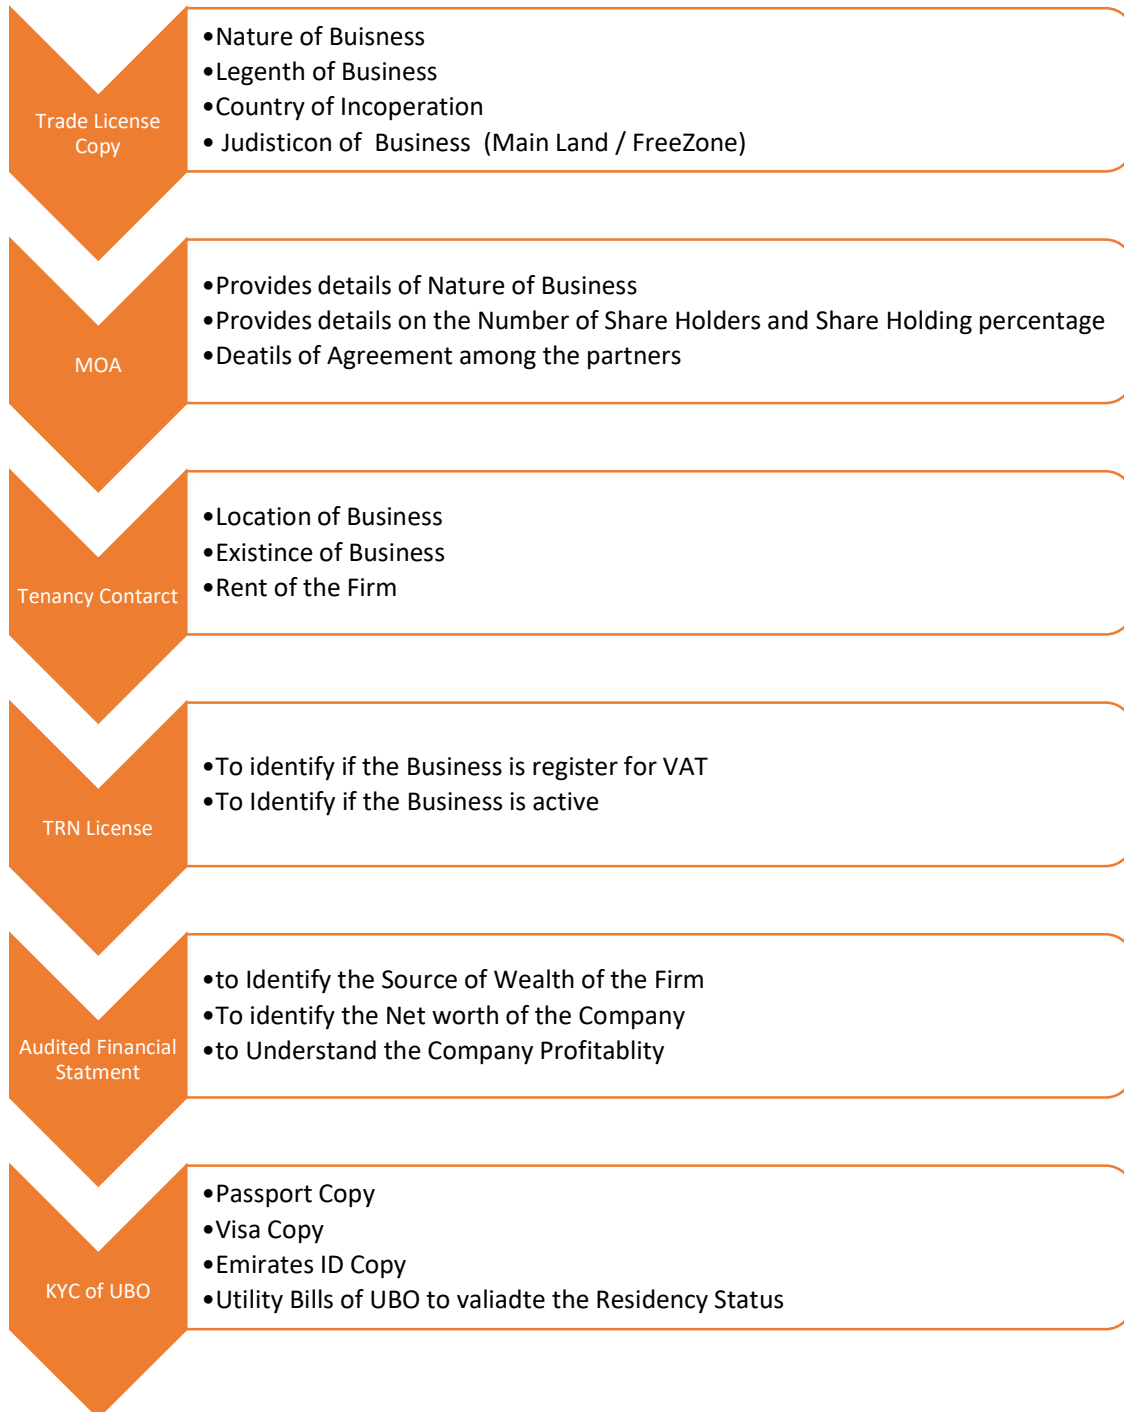 Trade License
Copy
•Nature of Buisness
•Legenth of Business
•Country of Incoperation
• Judisticon of  Business  (Main Land / FreeZone)
MOA
•Provides details of Nature of Business
•Provides details on the Number of Share Holders and Share Holding percentage
•Deatils of Agreement among the partners
Tenancy Contarct
•Location of Business
•Existince of Business
•Rent of the Firm
TRN License
•To identify if the Business is register for VAT
•To Identify if the Business is active
Audited Financial
Statment
•to Identify the Source of Wealth of the Firm
•To identify the Net worth of the Company
•to Understand the Company Profitablity
KYC of UBO
•Passport Copy
•Visa Copy
•Emirates ID Copy
•Utility Bills of UBO to valiadte the Residency Status